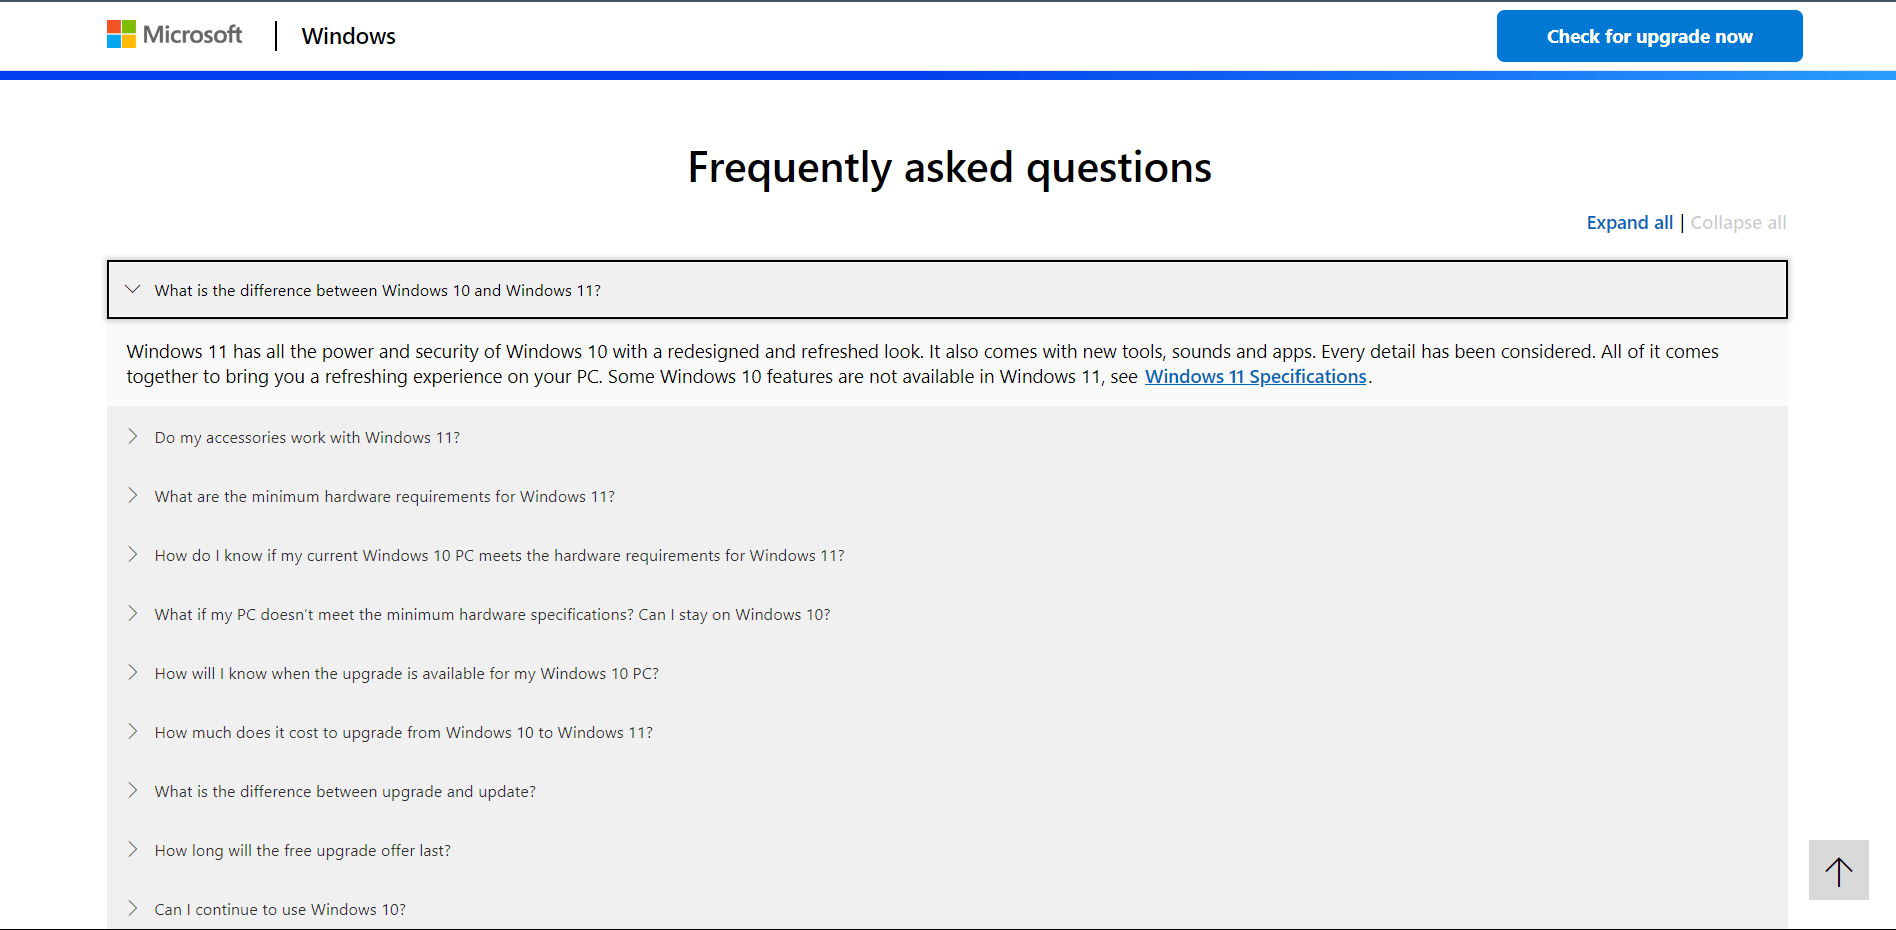 Microsoft
Windows
Check for upgrade now
Frequently asked questions
Expand all | Collapse all
What is the difference between Windows 10 and Windows 11?
Windows 11 has all the power and security of Windows 10 with a redesigned and refreshed look. It also comes with new tools, sounds and apps. Every detail has been considered. All of it comes
together to bring you a refreshing experience on your PC. Some Windows 10 features are not available in Windows 11, see Windows 11 Specifications.
Do my accessories work with Windows 11?
What are the minimum hardware requirements for Windows 11?
How do I know if my current Windows 10 PC meets the hardware requirements for Windows 11?
What if my PC doesn’t meet the minimum hardware specifications? Can I stay on Windows 10?
How will I know when the upgrade is available for my Windows 10 PC?
How much does it cost to upgrade from Windows 10 to Windows 11?
What is the difference between upgrade and update?
How long will the free upgrade offer last?
Can I continue to use Windows 10?